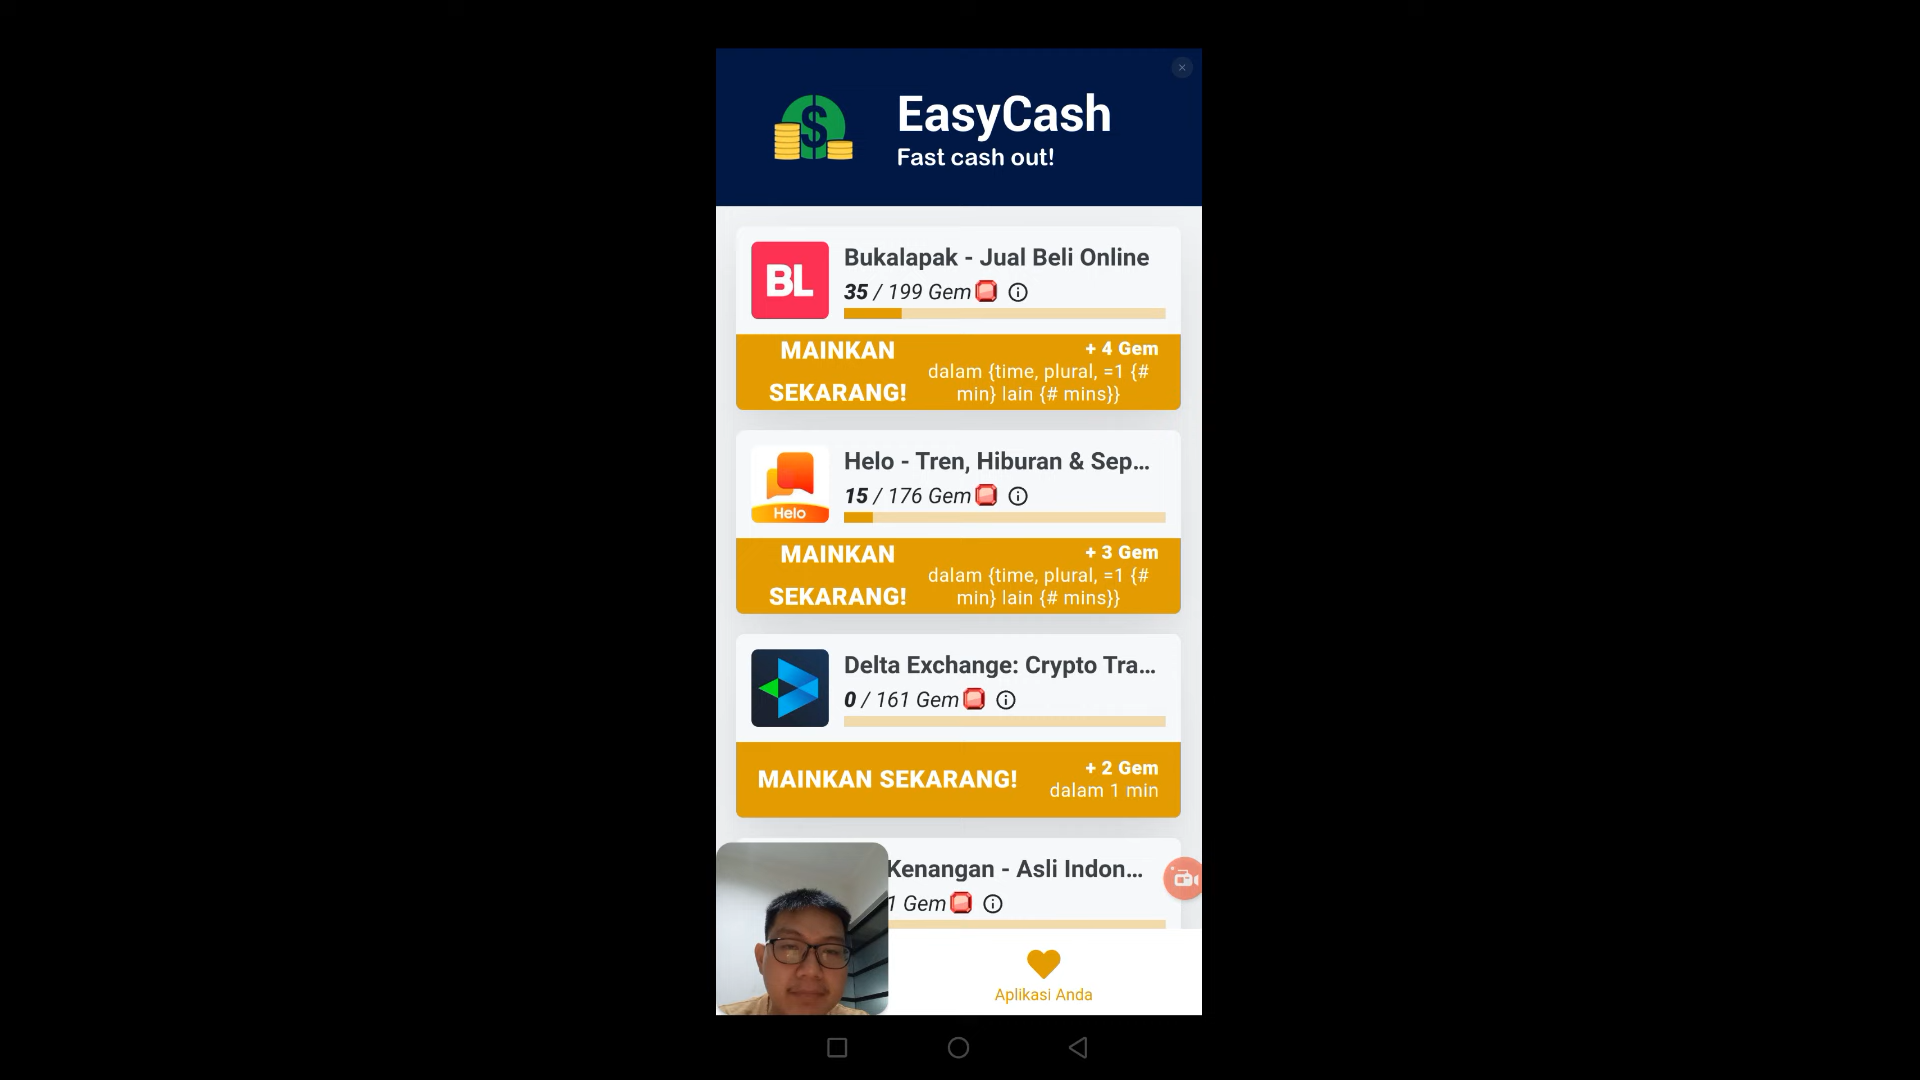 EasyCash
Fast cash out!
BL
Bukalapak - Jual Beli Online
35 / 199 Gem
MAINKAN
SEKARANG!
+ 4 Gem
dalam {time, plural, =1 {#
min} lain {# mins}}
Helo
Helo - Tren, Hiburan & Sep...
15 / 176 Gem
MAINKAN
SEKARANG!
+ 3 Gem
dalam {time, plural, =1 {#
min} lain {# mins}}
Delta Exchange: Crypto Tra...
0 / 161 Gem
MAINKAN SEKARANG!
+ 2 Gem
dalam 1 min
Kenangan - Asli Indon...
1 Gem
Aplikasi Anda